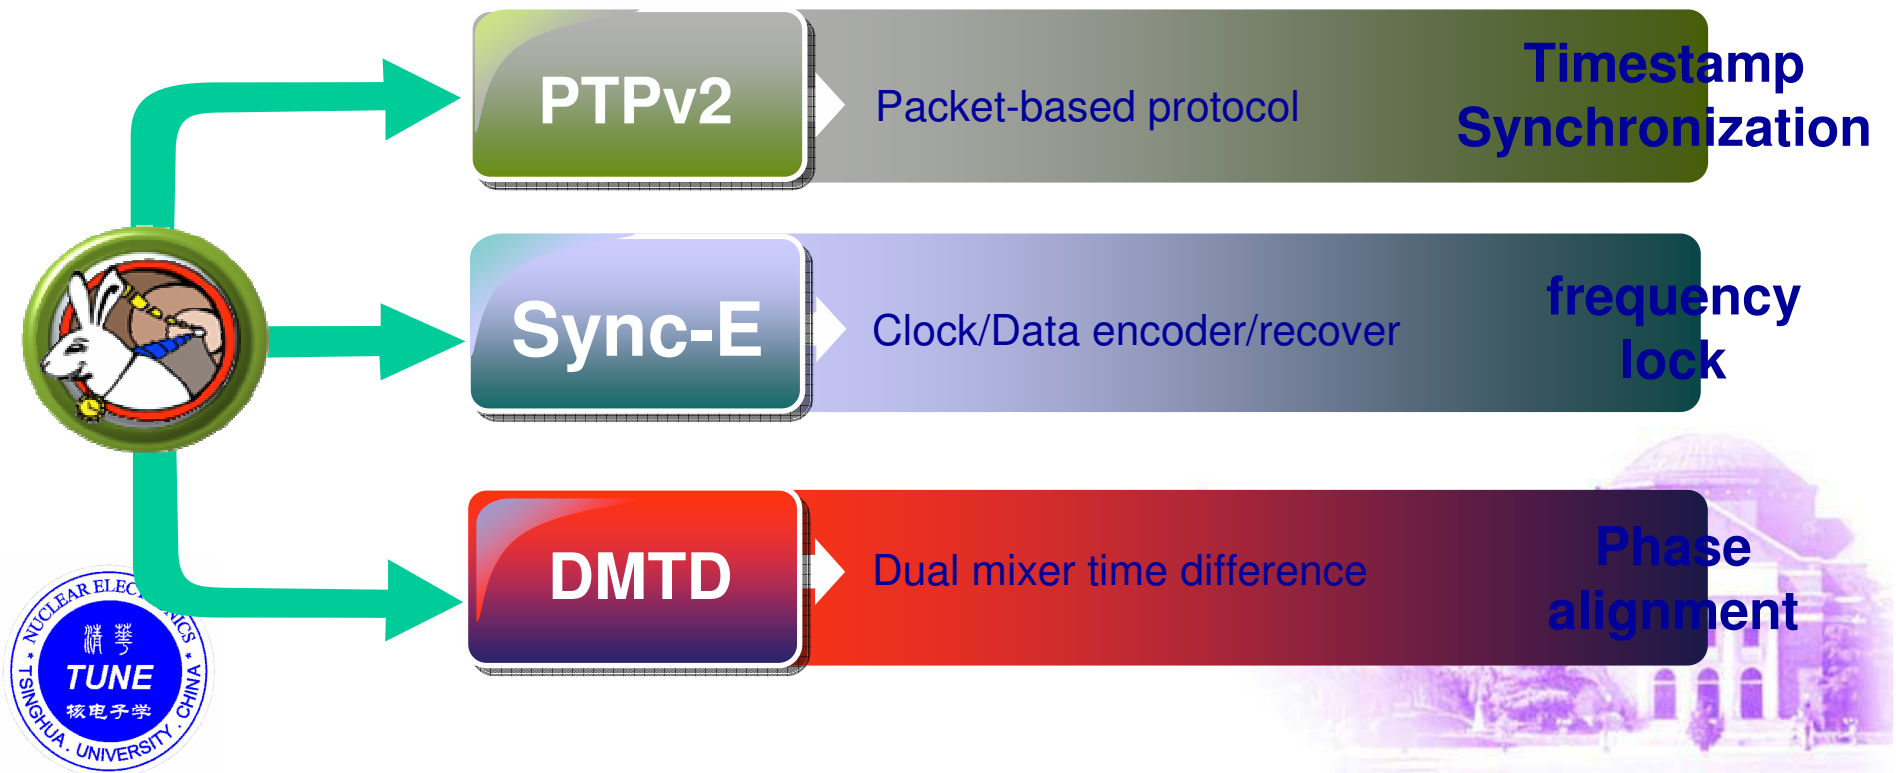 PTPv2
Packet-based protocol
Timestamp
Synchronization
Sync-E
Clock/Data encoder/recover
frequency
lock
DMTD
Dual mixer time difference
Phase
alignment
NUCLEAR ELECTRONICS
清華
TUNE
核电子学
TSINGHUA . UNIVERSITY . CHINA